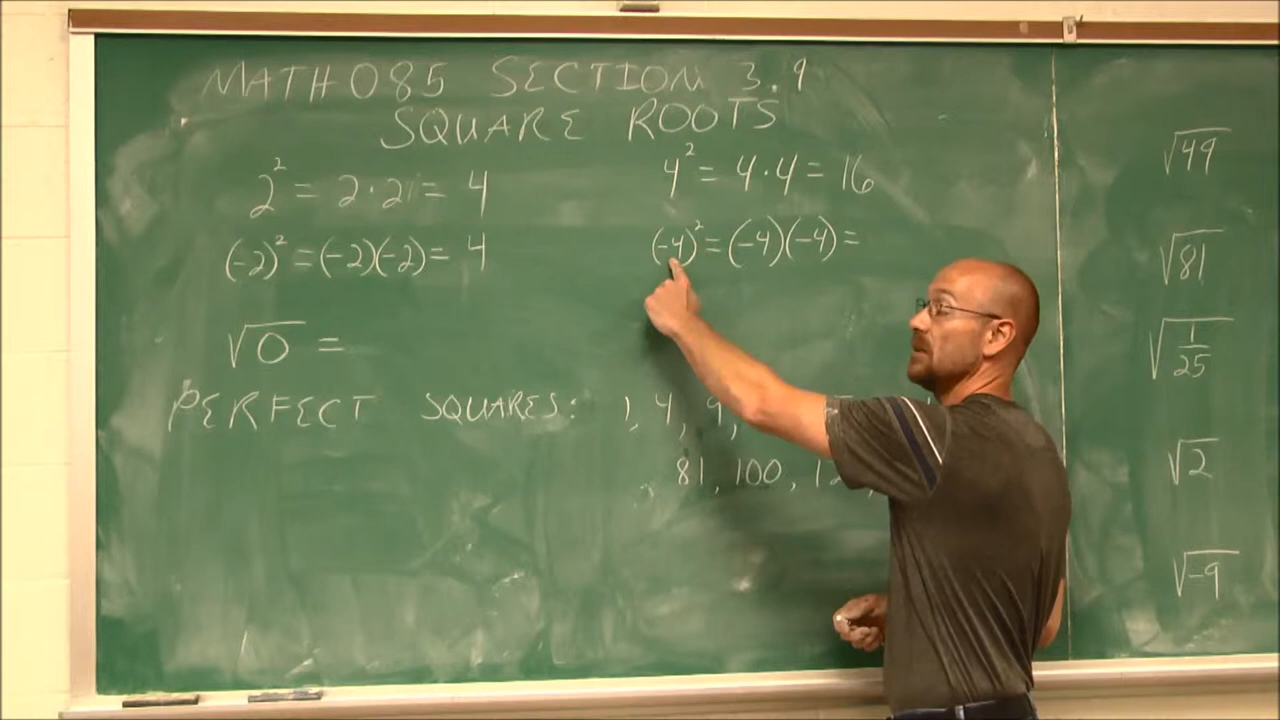 MATH 085 SECTION 3.9
SQUARE ROOTS
2² = 2·2 = 4
4² = 4·4 = 16
(-2)² = (-2)(-2) = 4
(-4)² = (-4)(-4) =
√0 =
PERFECT SQUARES: 1, 4, 9,
81, 100,
√49
√81
√1/25
√2
√-9